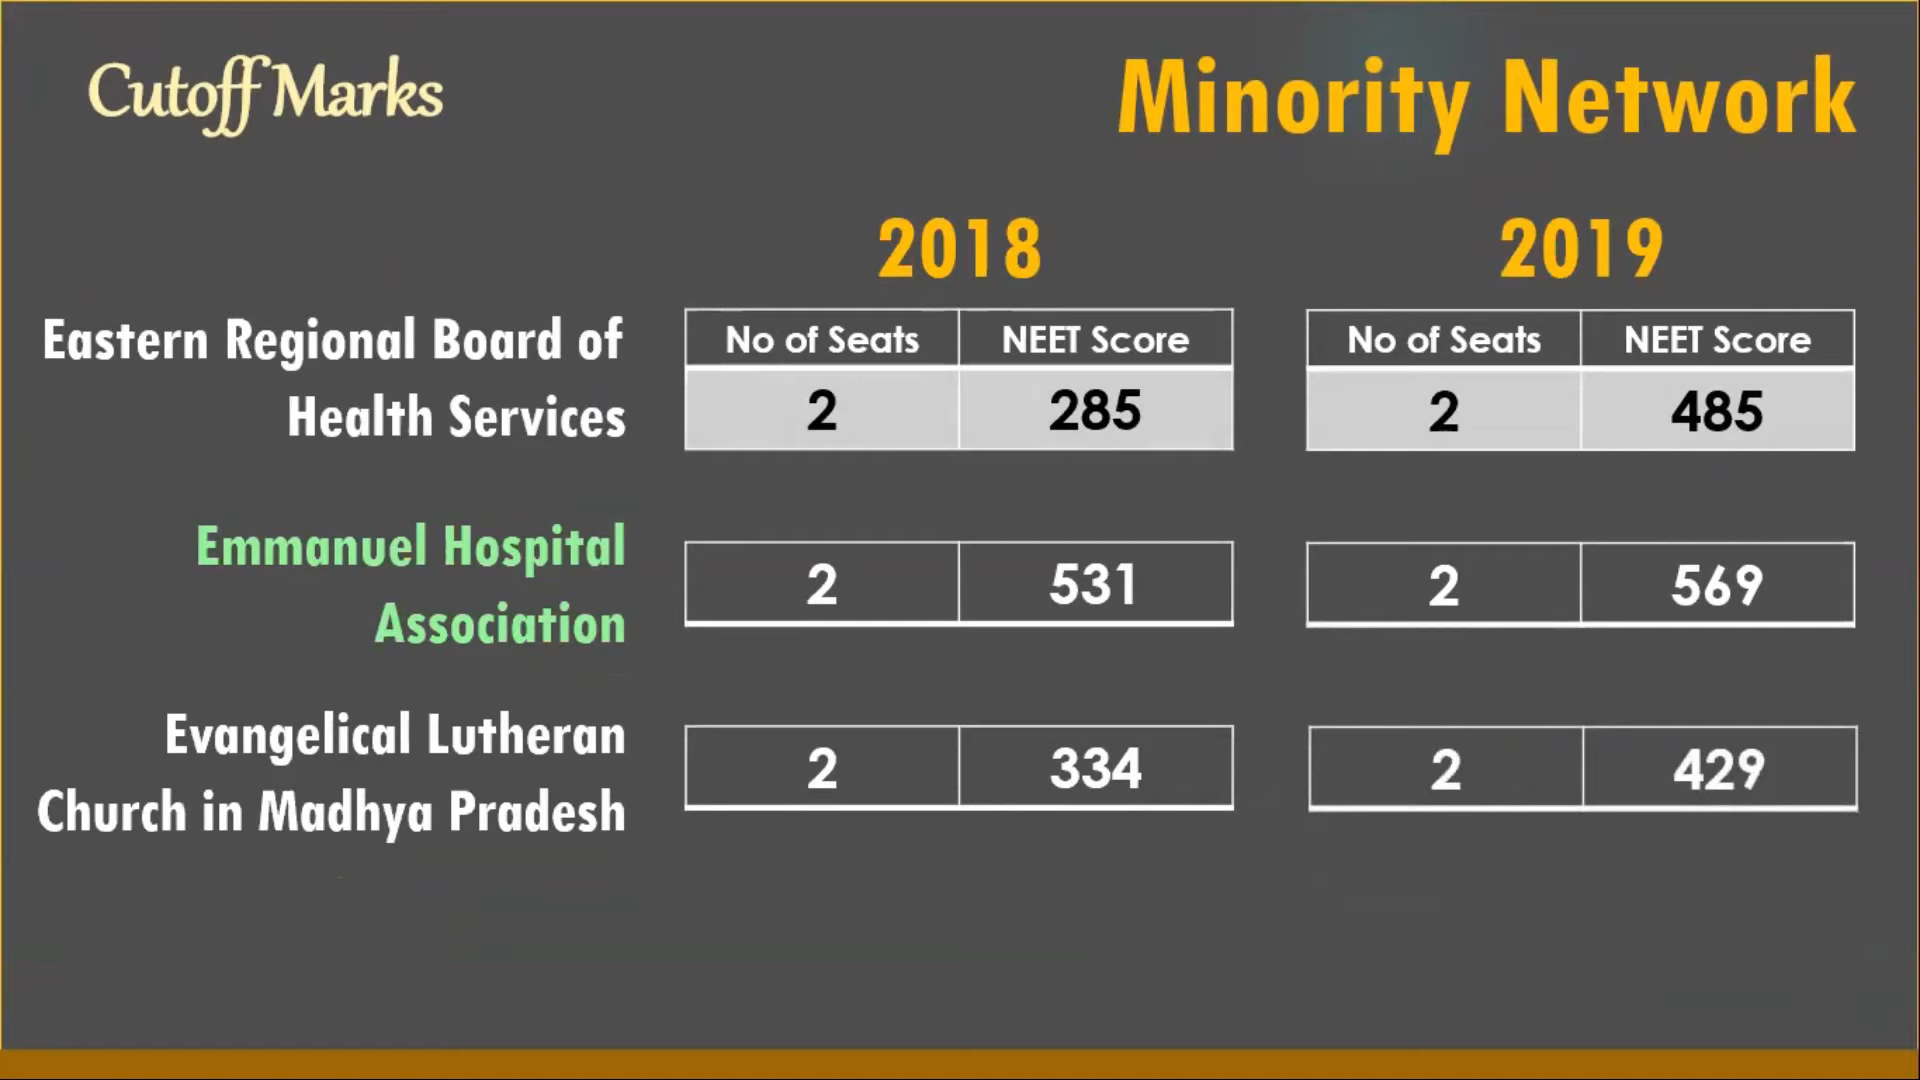 Cutoff Marks
Minority Network
2018
2019
Eastern Regional Board of
Health Services
No of Seats NEET Score
2 285
No of Seats NEET Score
2 485
Emmanuel Hospital
Association
2 531
2 569
Evangelical Lutheran
Church in Madhya Pradesh
2 334
2 429